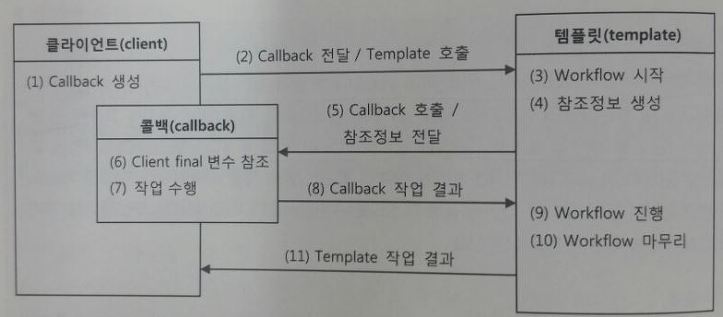 클라이언트(client)
(1) Callback 생성
(2) Callback 전달 / Template 호출
템플릿(template)
(3) Workflow 시작
(4) 참조정보 생성
(5) Callback 호출 /
참조정보 전달
콜백(callback)
(6) Client final 변수 참조
(7) 작업 수행
(8) Callback 작업 결과
(9) Workflow 진행
(10) Workflow 마무리
(11) Template 작업 결과